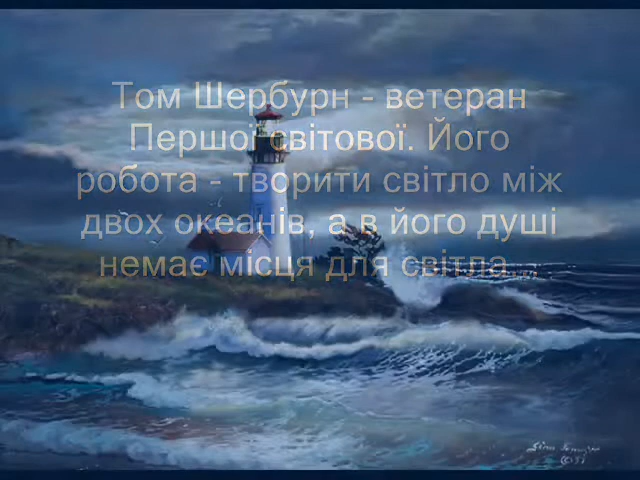 Том Шербурн - ветеран
Першої світової. Його
робота - творити світло між
двох океанів, а в його душі
немає місця для світла...